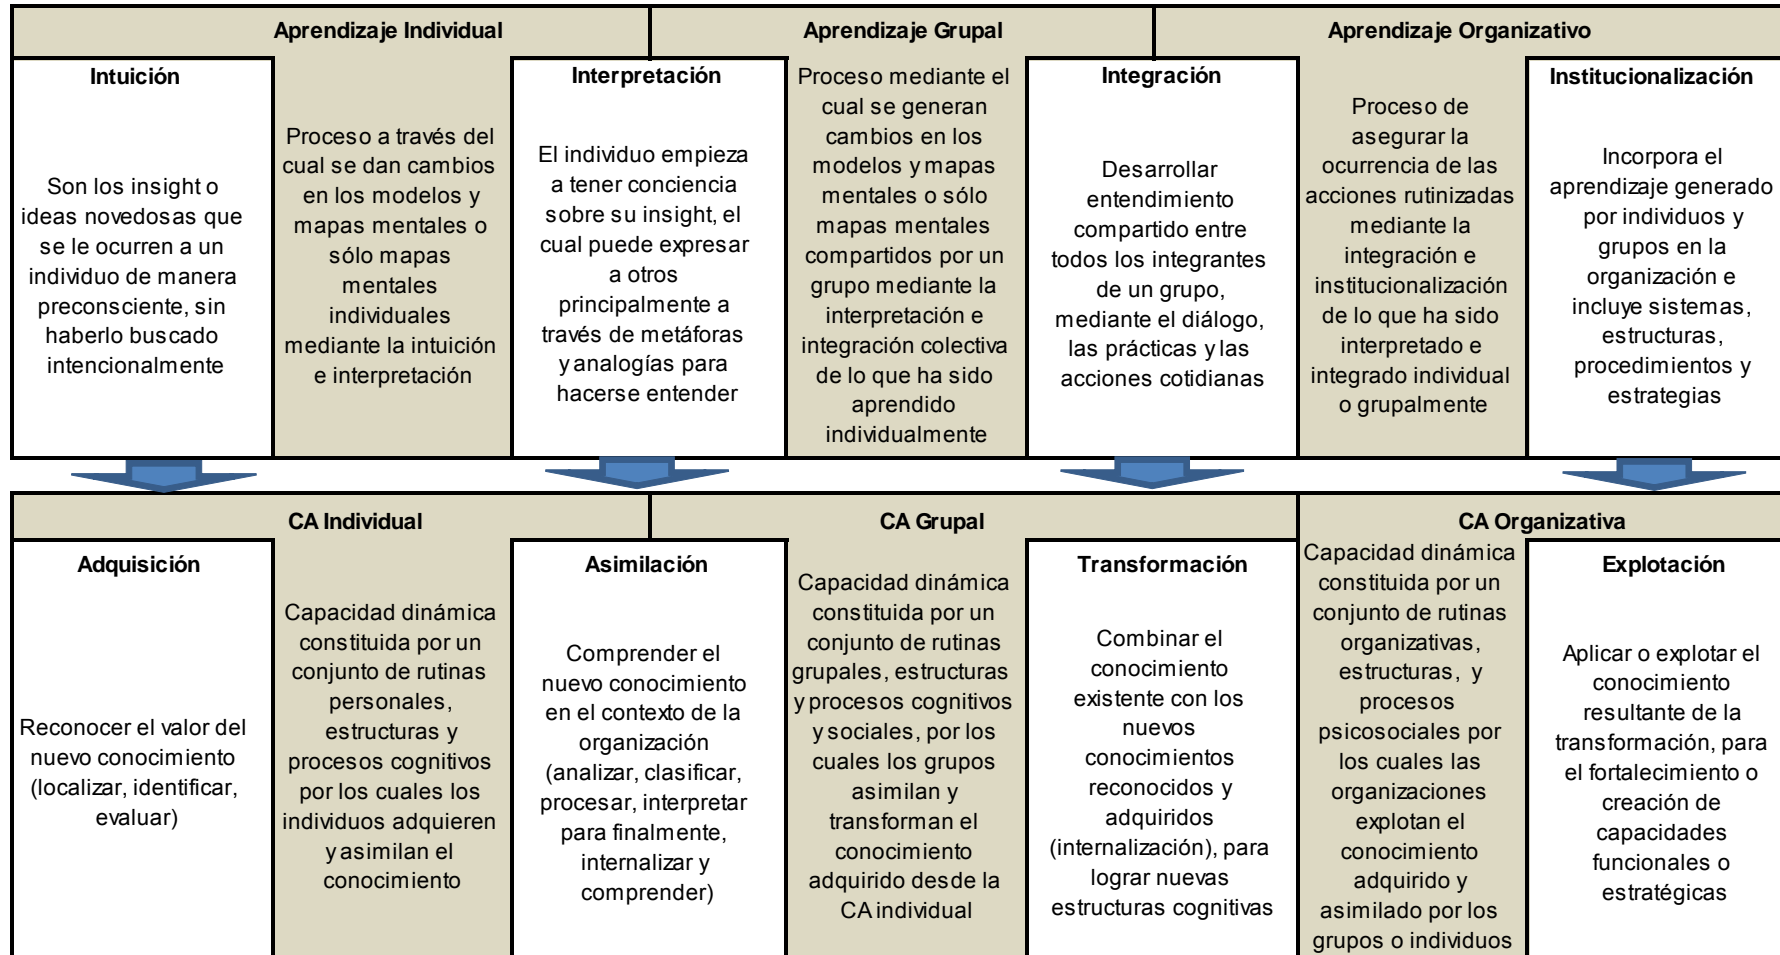 Aprendizaje Individual
Aprendizaje Grupal
Aprendizaje Organizativo
Intuición
Son los insight o
ideas novedosas que
se le ocurren a un
individuo de manera
preconsciente, sin
haberlo buscado
intencionalmente
Proceso a través del
cual se dan cambios
en los modelos y
mapas mentales o
sólo mapas
mentales
individuales
mediante la intuición
e interpretación
Interpretación
El individuo empieza
a tener conciencia
sobre su insight, el
cual puede expresar
a otros
principalmente a
través de metáforas
y analogías para
hacerse entender
Proceso mediante el
cual se generan
cambios en los
modelos y mapas
mentales o sólo
mapas mentales
compartidos por un
grupo mediante la
interpretación e
integración colectiva
de lo que ha sido
aprendido
individualmente
Integración
Desarrollar
entendimiento
compartido entre
todos los integrantes
de un grupo,
mediante el diálogo,
las prácticas y las
acciones cotidianas
Proceso de
asegurar la
ocurrencia de las
acciones rutinizadas
mediante la
integración e
institucionalización
de lo que ha sido
interpretado e
integrado individual
o grupalmente
Institucionalización
Incorpora el
aprendizaje generado
por individuos y
grupos en la
organización e
incluye sistemas,
estructuras,
procedimientos y
estrategias
CA Individual
CA Grupal
CA Organizativa
Adquisición
Reconocer el valor del
nuevo conocimiento
(localizar, identificar,
evaluar)
Capacidad dinámica
constituida por un
conjunto de rutinas
personales,
estructuras y
procesos cognitivos
por los cuales los
individuos adquieren
y asimilan el
conocimiento
Asimilación
Comprender el
nuevo conocimiento
en el contexto de la
organización
(analizar, clasificar,
procesar, interpretar
para finalmente,
internalizar y
comprender)
Capacidad dinámica
constituida por un
conjunto de rutinas
grupales, estructuras
y procesos cognitivos
y sociales, por los
cuales los grupos
asimilan y
transforman el
conocimiento
adquirido desde la
CA individual
Transformación
Combinar el
conocimiento
existente con los
nuevos
conocimientos
reconocidos y
adquiridos
(internalización), para
lograr nuevas
estructuras cognitivas
Capacidad dinámica
constituida por un
conjunto de rutinas
organizativas,
estructuras, y
procesos
psicosociales por
los cuales las
organizaciones
explotan el
conocimiento
adquirido y
asimilado por los
grupos o individuos
Explotación
Aplicar o explotar el
conocimiento
resultante de la
transformación, para
el fortalecimiento o
creación de
capacidades
funcionales o
estratégicas